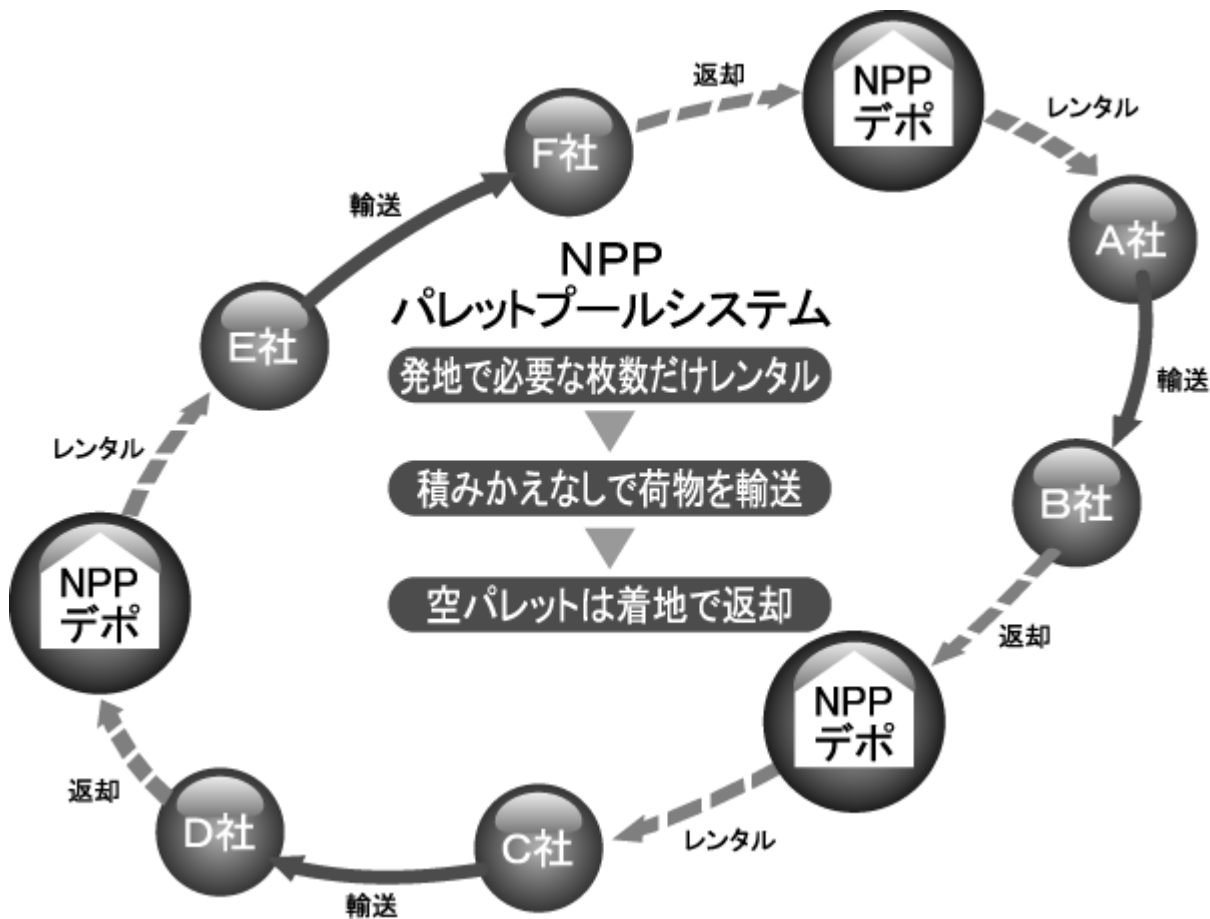 返却
NPP
デポ
レンタル
F社
A社
輸送
NPP
パレットプールシステム
輸送
E社
発地で必要な枚数だけレンタル
レンタル
積みかえなしで荷物を輸送
B社
NPP
デポ
空パレットは着地で返却
返却
NPP
デポ
返却
D社
C社
レンタル
輸送